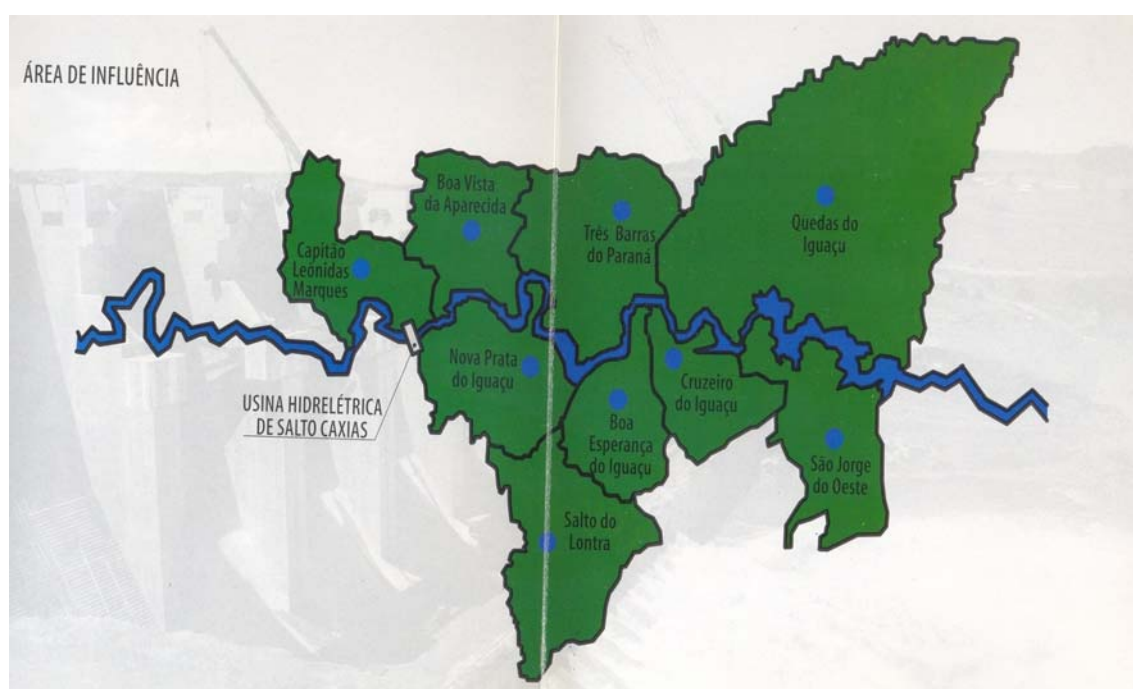 ÁREA DE INFLUÊNCIA
Boa Vista
da Aparecida
Capitão
Leônidas
Marques
Três Barras
do Paraná
Quedas do
Iguaçu
Nova Prata
do Iguaçu
Cruzeiro
do Iguaçu
USINA HIDRELÉTRICA
DE SALTO CAXIAS
Boa
Esperança
do Iguaçu
São Jorge
do Oeste
Salto do
Lontra